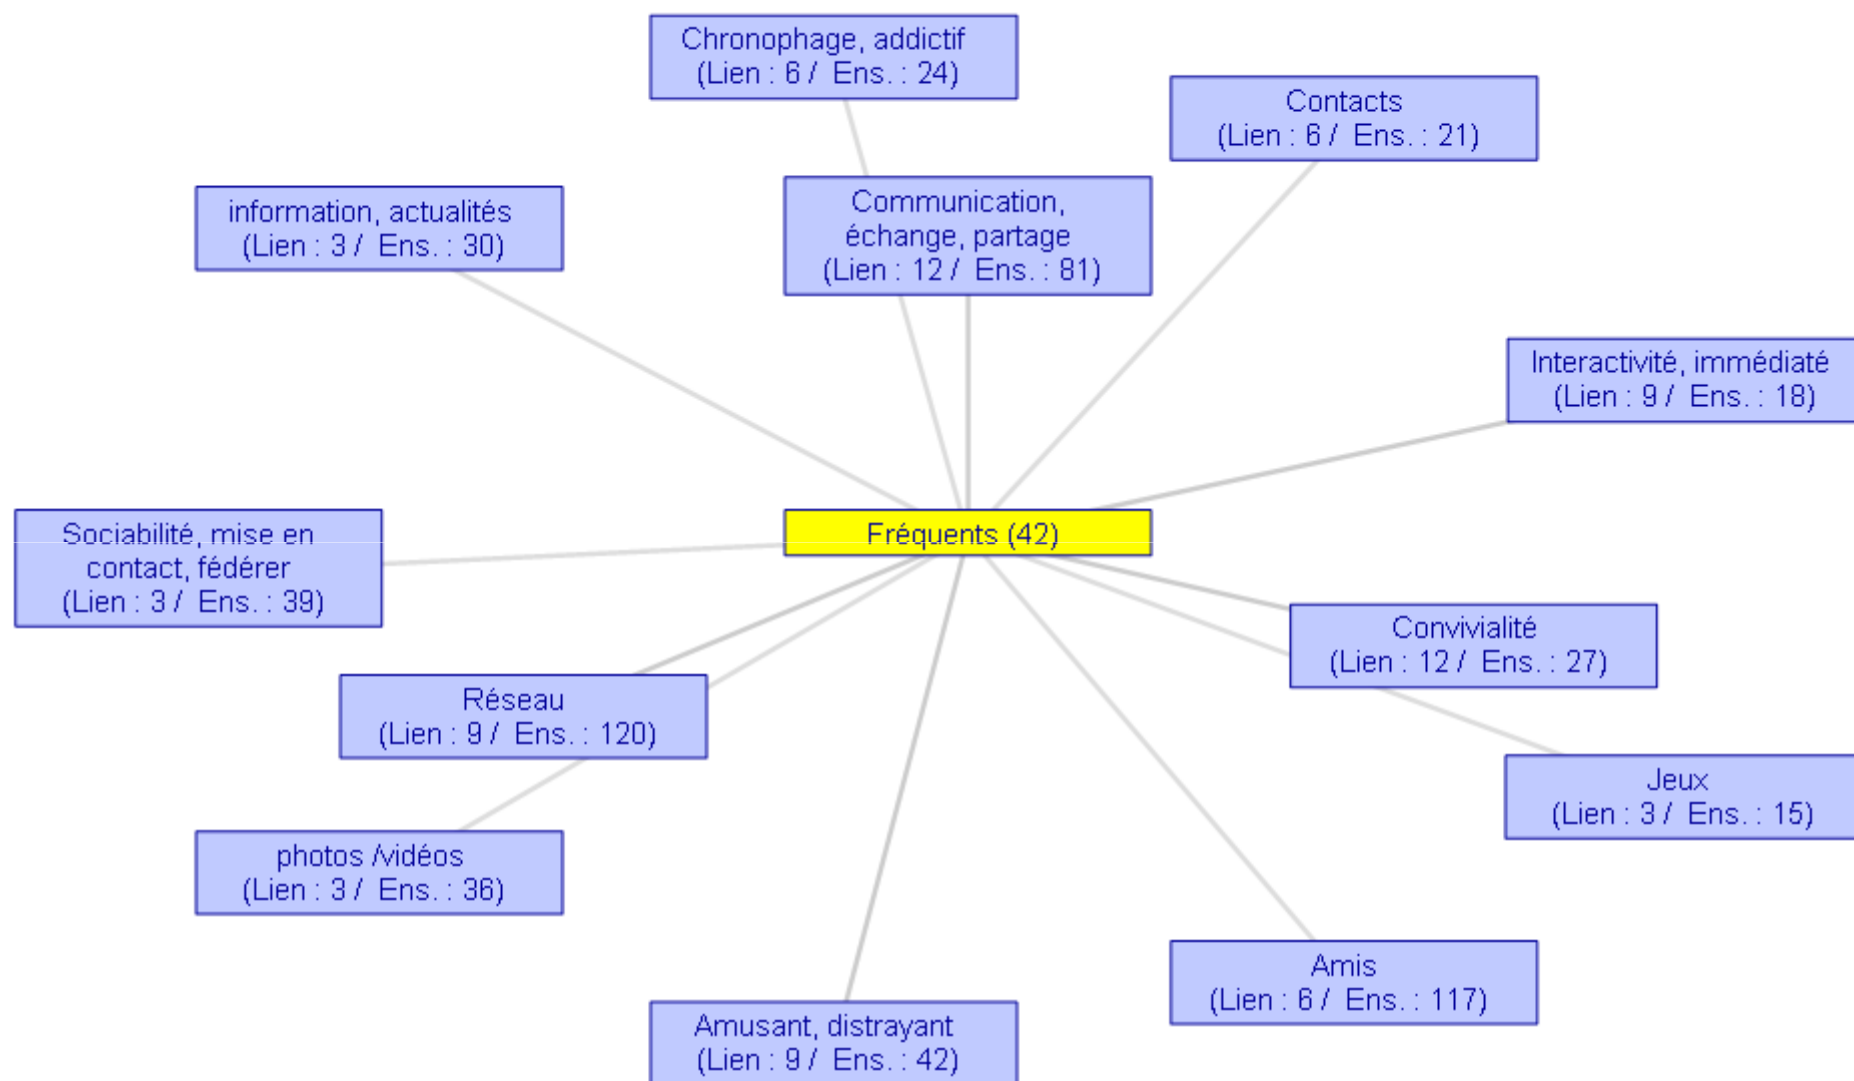 Chronophage, addictif
(Lien : 6 / Ens. : 24)
Contacts
(Lien : 6 / Ens. : 21)
information, actualités
(Lien : 3 / Ens. : 30)
Communication,
échange, partage
(Lien : 12 / Ens. : 81)
Interactivité, immédiaté
(Lien : 9 / Ens. : 18)
Sociabilité, mise en
contact, fédérer
(Lien : 3 / Ens. : 39)
Fréquents (42)
Convivialité
(Lien : 12 / Ens. : 27)
Réseau
(Lien : 9 / Ens. : 120)
Jeux
(Lien : 3 / Ens. : 15)
photos /vidéos
(Lien : 3 / Ens. : 36)
Amis
(Lien : 6 / Ens. : 117)
Amusant, distrayant
(Lien : 9 / Ens. : 42)